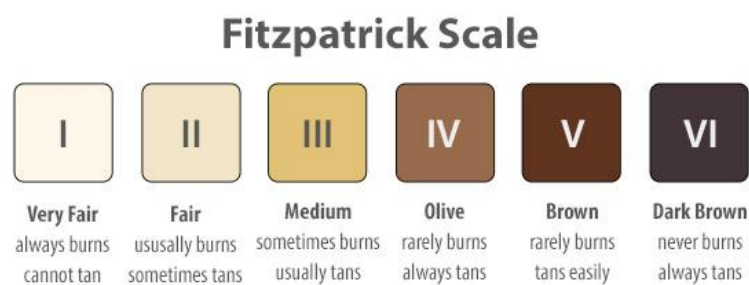 Fitzpatrick Scale
I II III IV V VI
Very Fair Fair Medium Olive Brown Dark Brown
always burns ususally burns sometimes burns rarely burns rarely burns never burns
cannot tan sometimes tans usually tans always tans tans easily always tans